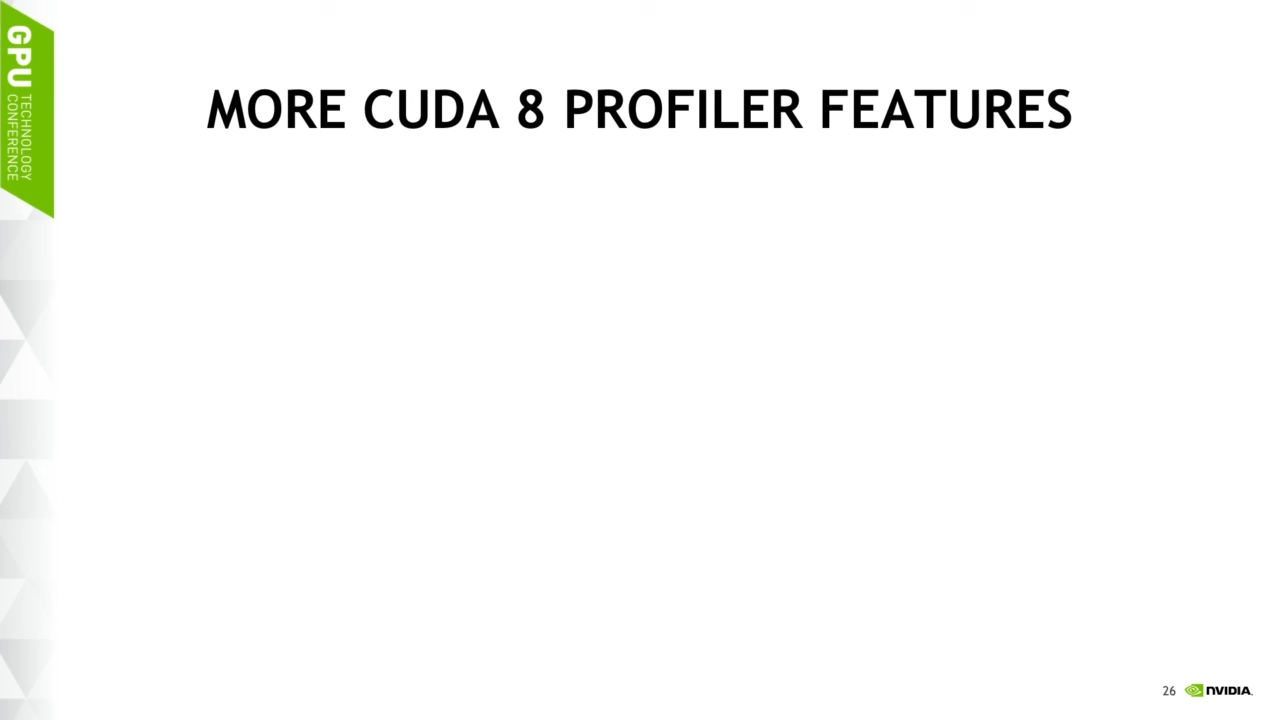 GPU
TECHNOLOGY
CONFERENCE
MORE CUDA 8 PROFILER FEATURES
26
NVIDIA.